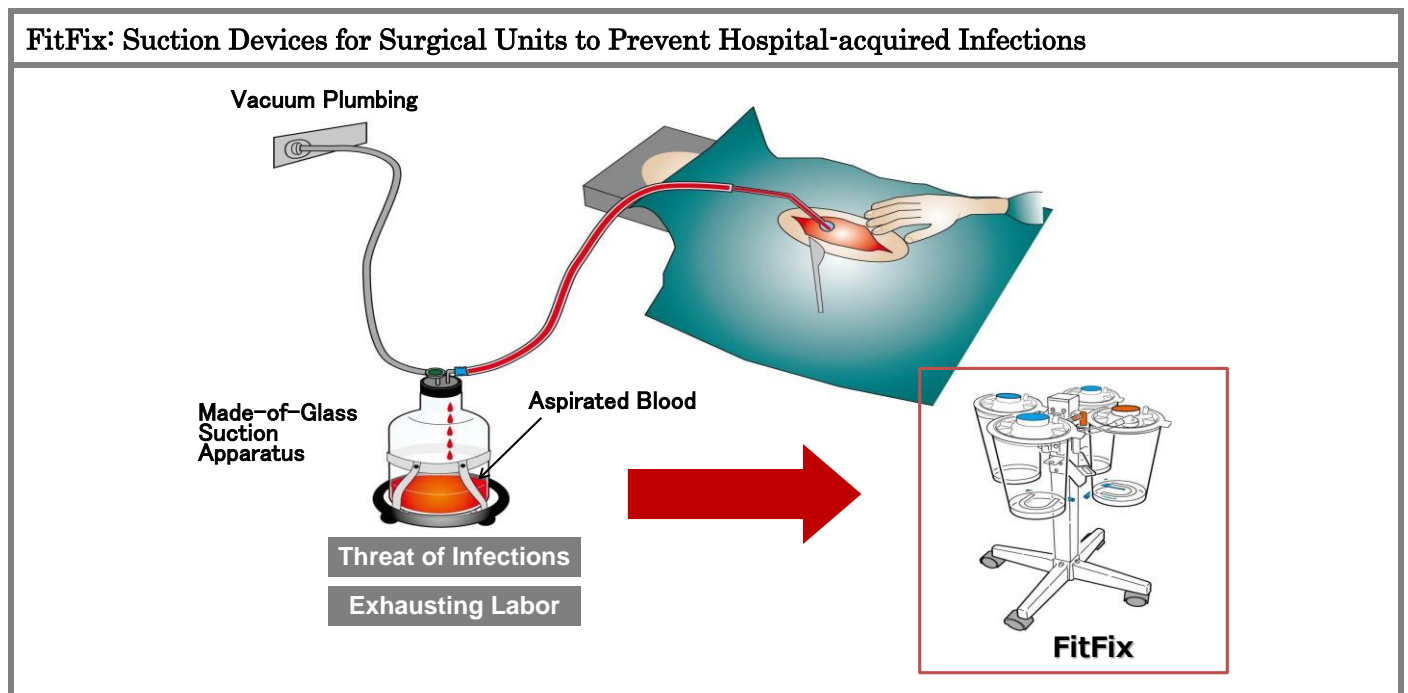 FitFix: Suction Devices for Surgical Units to Prevent Hospital-acquired Infections
Vacuum Plumbing
Made-of-Glass
Suction
Apparatus
Aspirated Blood
Threat of Infections
Exhausting Labor
FitFix